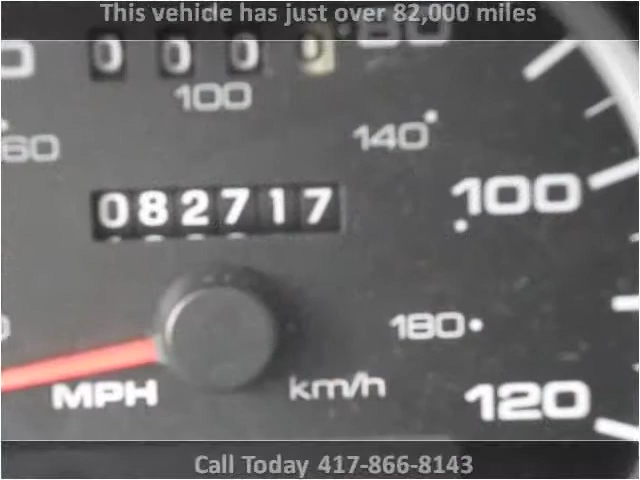 This vehicle has just over 82,000 miles
80
0 0 0 0
100
140
60
100
082717
180
MPH
km/h
120
Call Today 417-866-8143